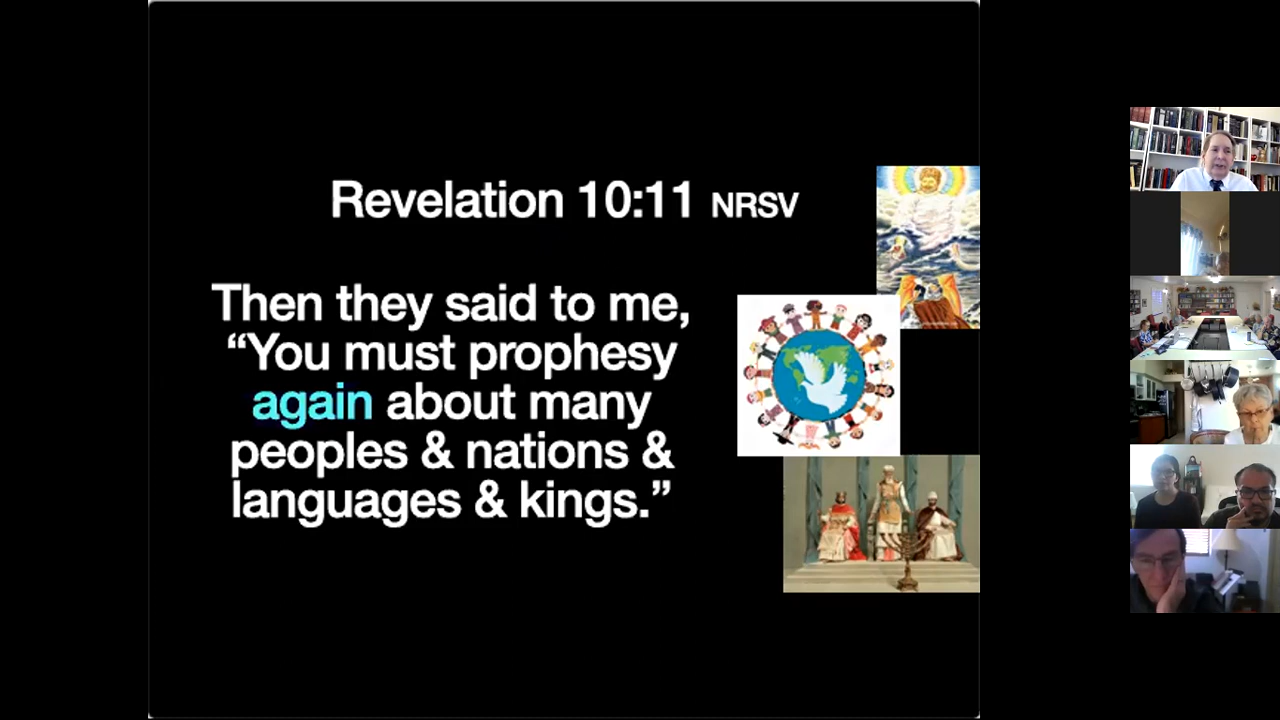 Revelation 10:11 NRSV
Then they said to me,
“You must prophesy
again about many
peoples & nations &
languages & kings.”